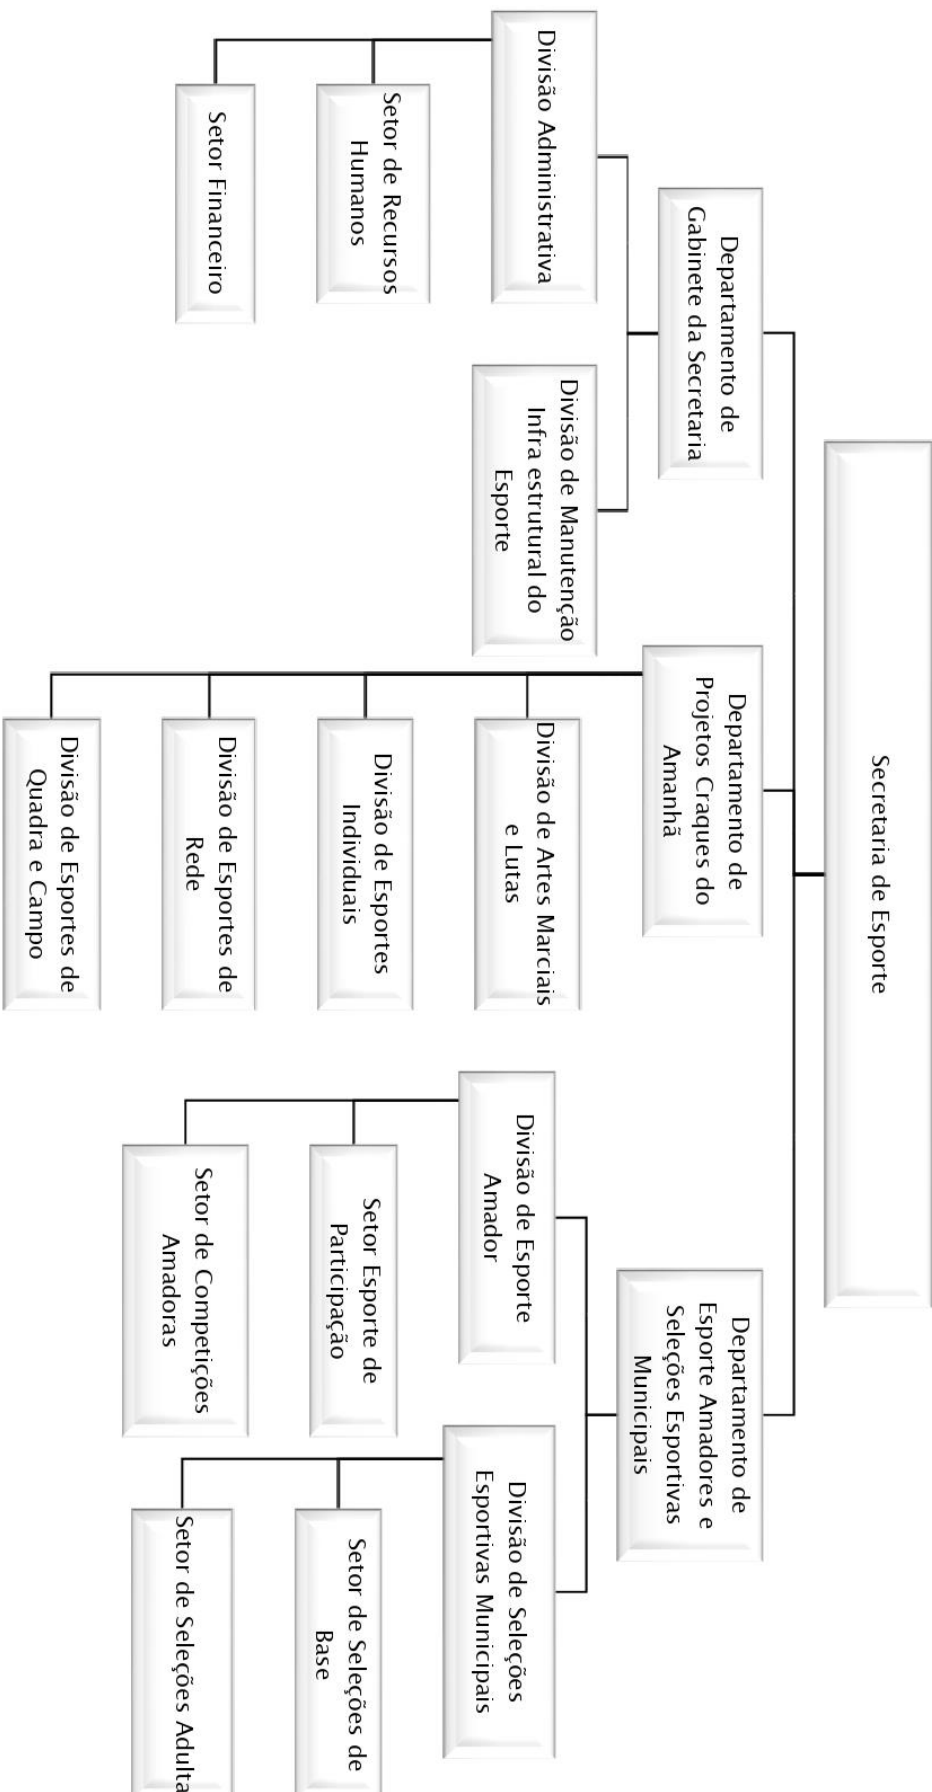 Secretaria de Esporte
Departamento de
Gabinete da Secretaria
Divisão Administrativa
Setor de Recursos
Humanos
Setor Financeiro
Divisão de Manutenção
Infra estrutural do
Esporte
Departamento de
Projetos Craques do
Amanhã
Divisão de Artes Marciais
e Lutas
Divisão de Esportes
Individuais
Divisão de Esportes de
Rede
Divisão de Esportes de
Quadra e Campo
Departamento de
Esporte Amadores e
Seleções Esportivas
Municipais
Divisão de Esporte
Amador
Setor Esporte de
Participação
Setor de Competições
Amadoras
Divisão de Seleções
Esportivas Municipais
Setor de Seleções de
Base
Setor de Seleções Adulta